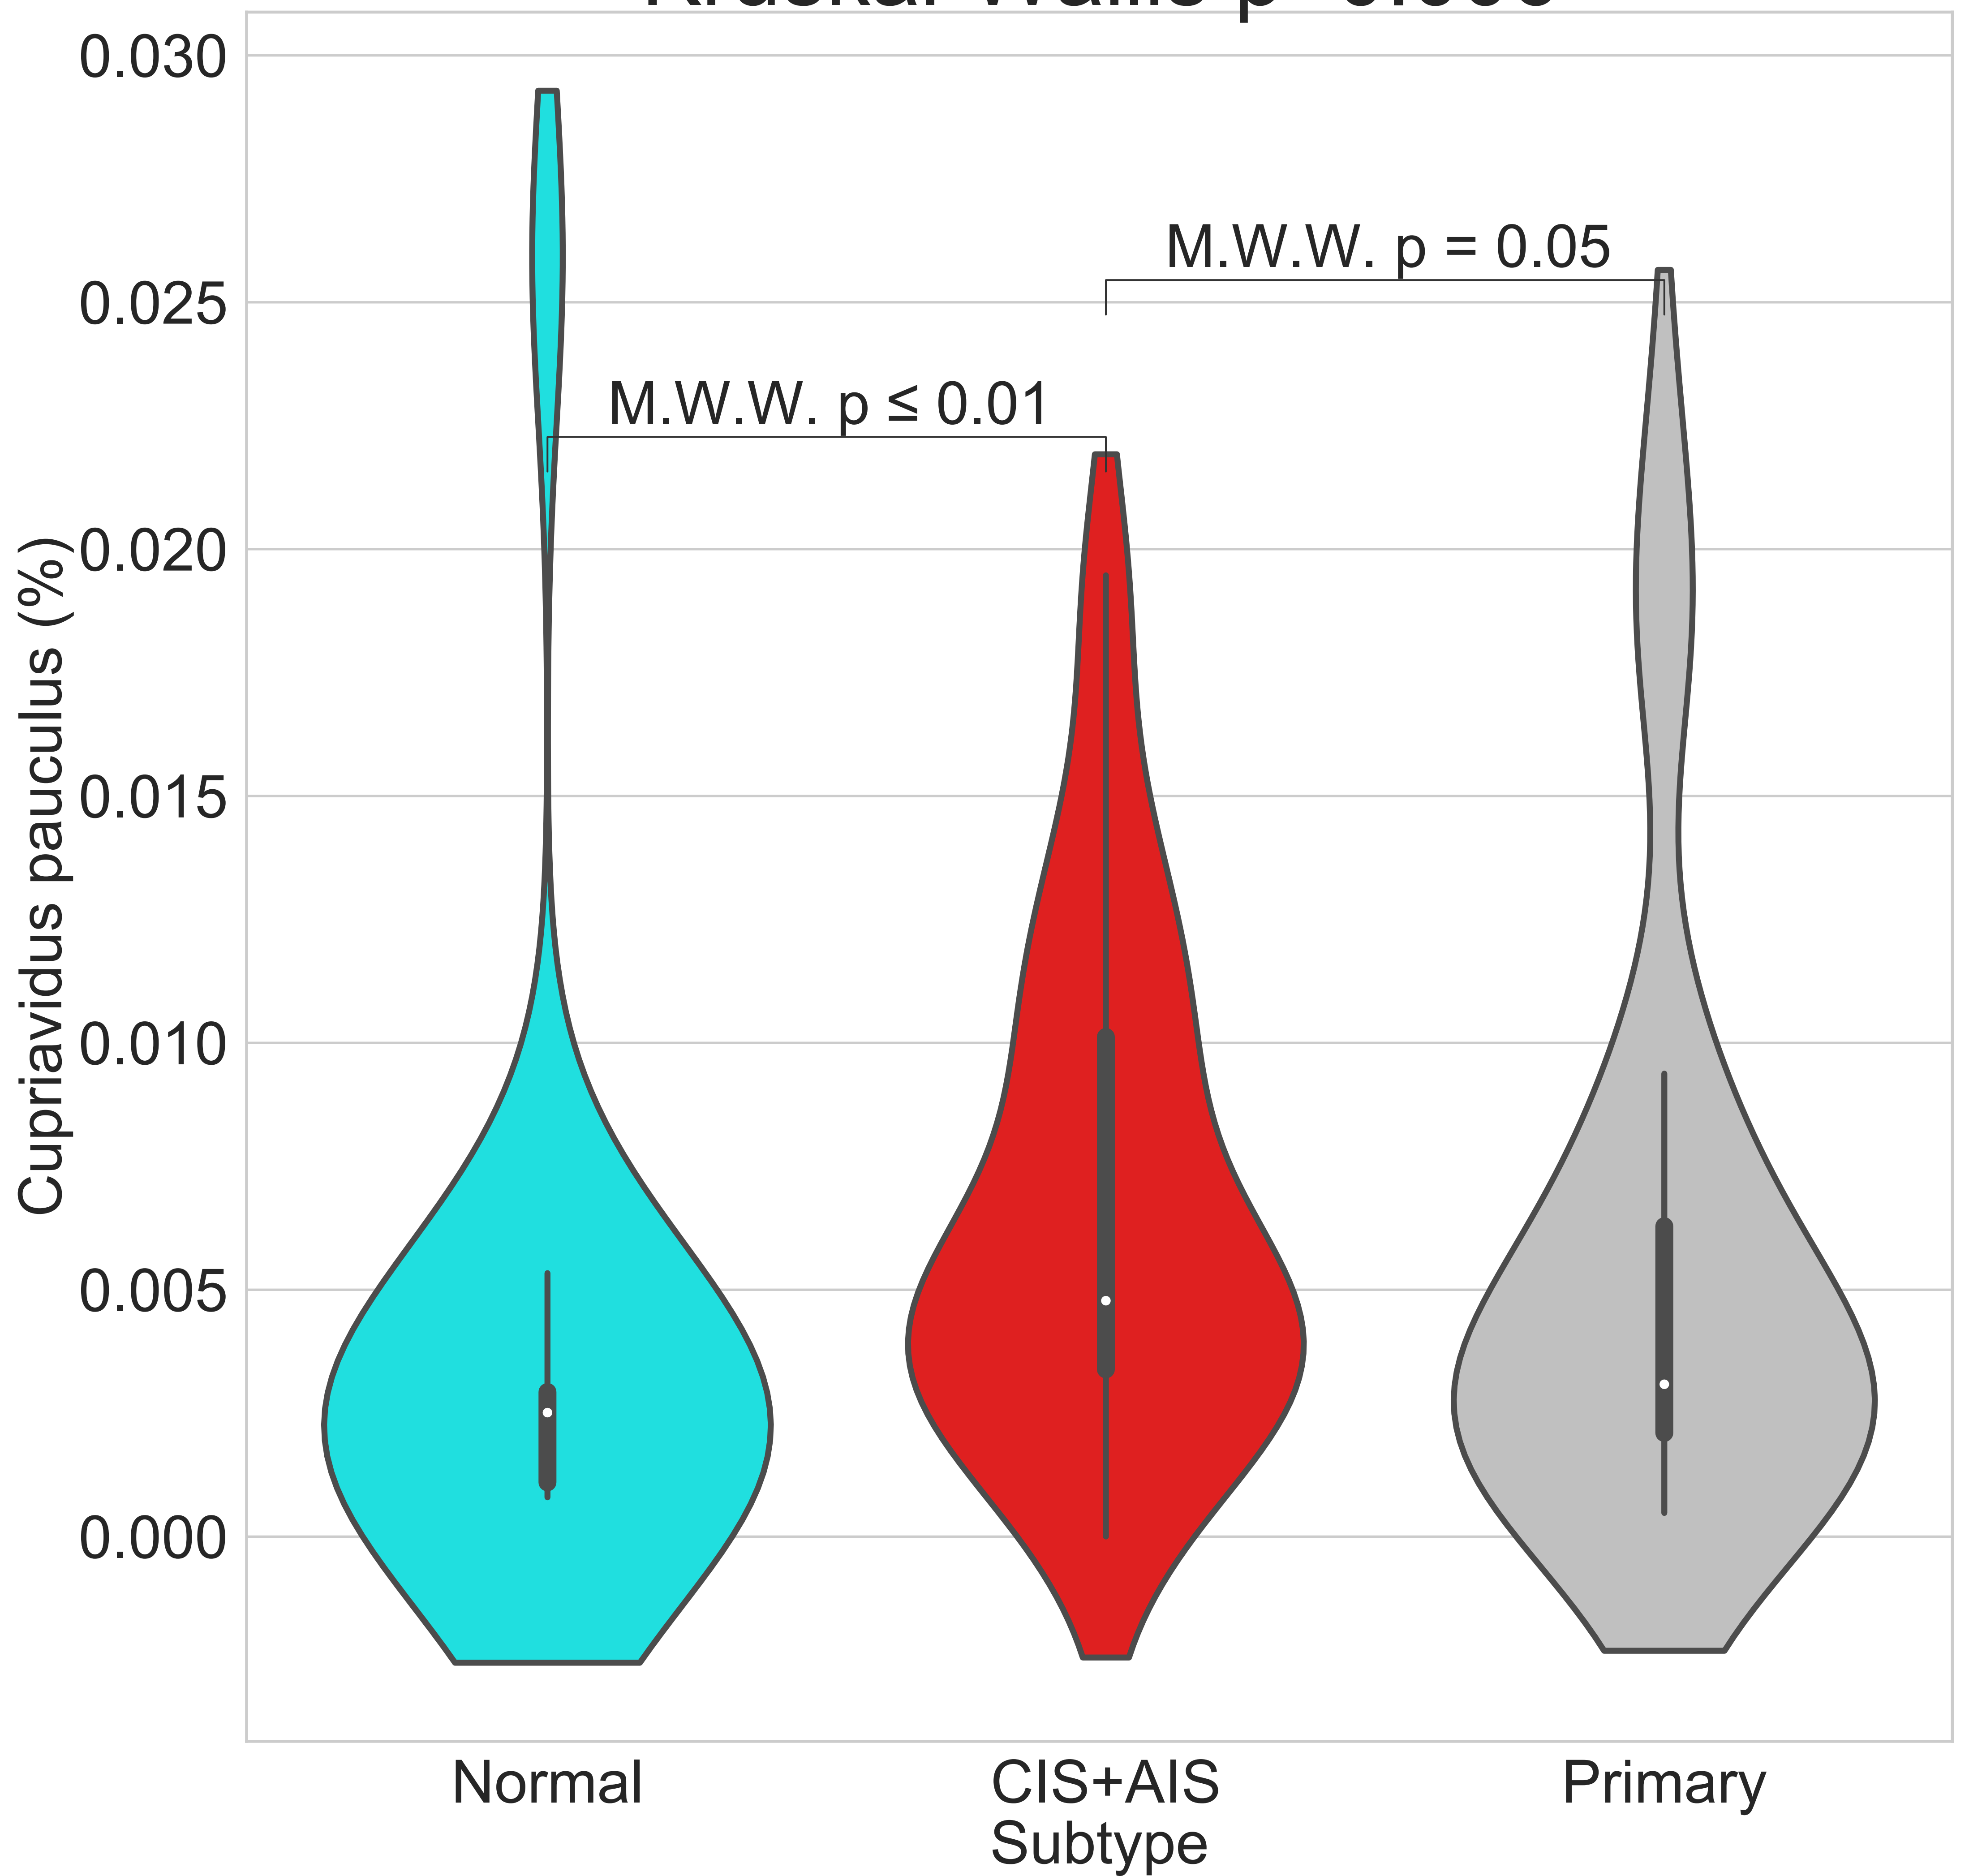 0.030
0.025
0.020
0.015
0.010
0.005
0.000
Cupriavidus pauculus (%)
M.W.W. p = 0.05
M.W.W. p ≤ 0.01
Normal
CIS+AIS
Primary
Subtype